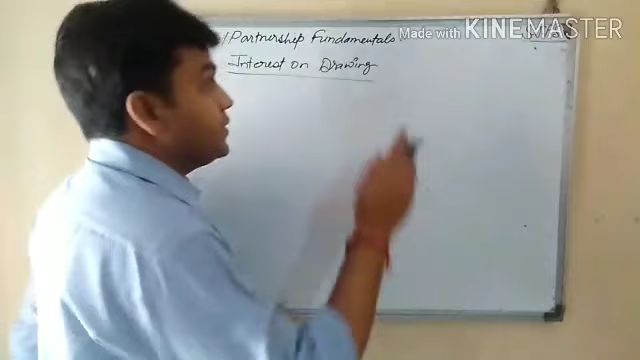 Partnership Fundamentals
Interest on Drawing
Made with KINEMASTER